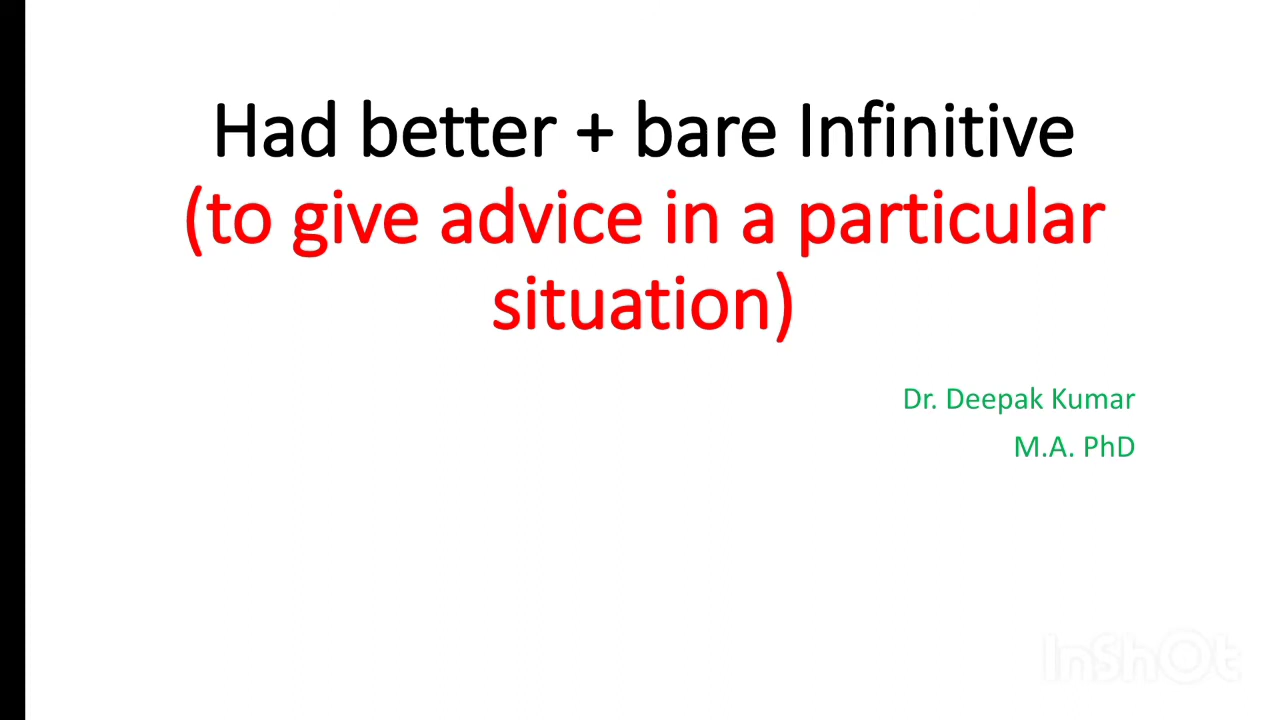 Had better + bare Infinitive
(to give advice in a particular
situation)
Dr. Deepak Kumar
M.A. PhD
InShOt